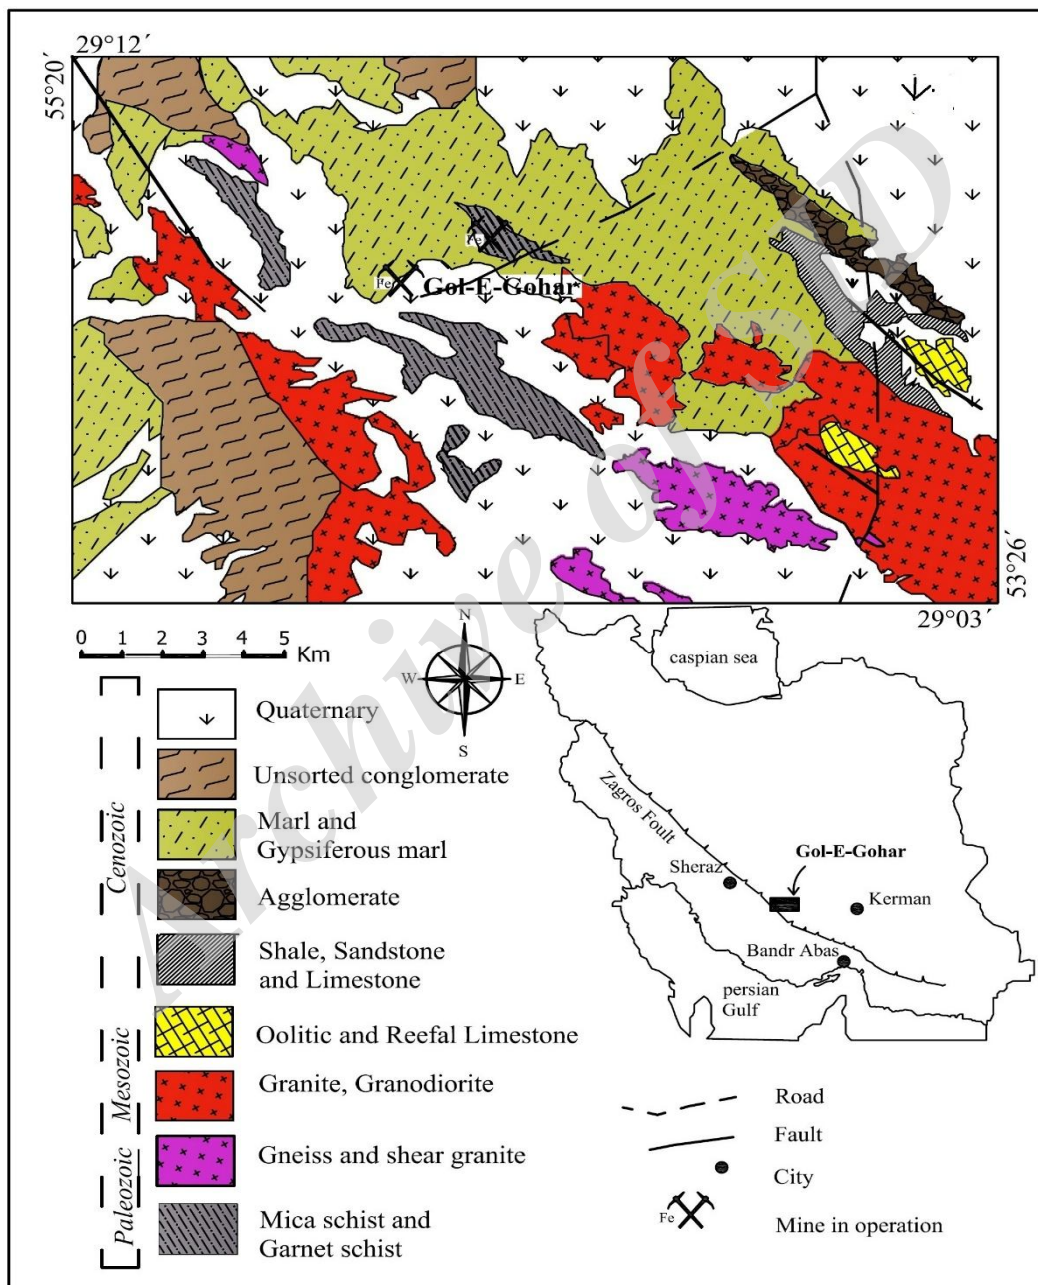 29°12´
55°20´
Fe
Fe
Gol-E-Gohar
53°26´
29°03´
0 1 2 3 4 5
Km
N
W
E
S
Cenozoic
Mesozoic
Paleozoic
Quaternary
Unsorted conglomerate
Marl and
Gypsiferous marl
Agglomerate
Shale, Sandstone
and Limestone
Oolitic and Reefal Limestone
Granite, Granodiorite
Gneiss and shear granite
Mica schist and
Garnet schist
caspian sea
Zagros Foult
Gol-E-Gohar
Sheraz
Kerman
Bandr Abas
persian
Gulf
Road
Fault
City
Fe
Mine in operation
Archive of SID